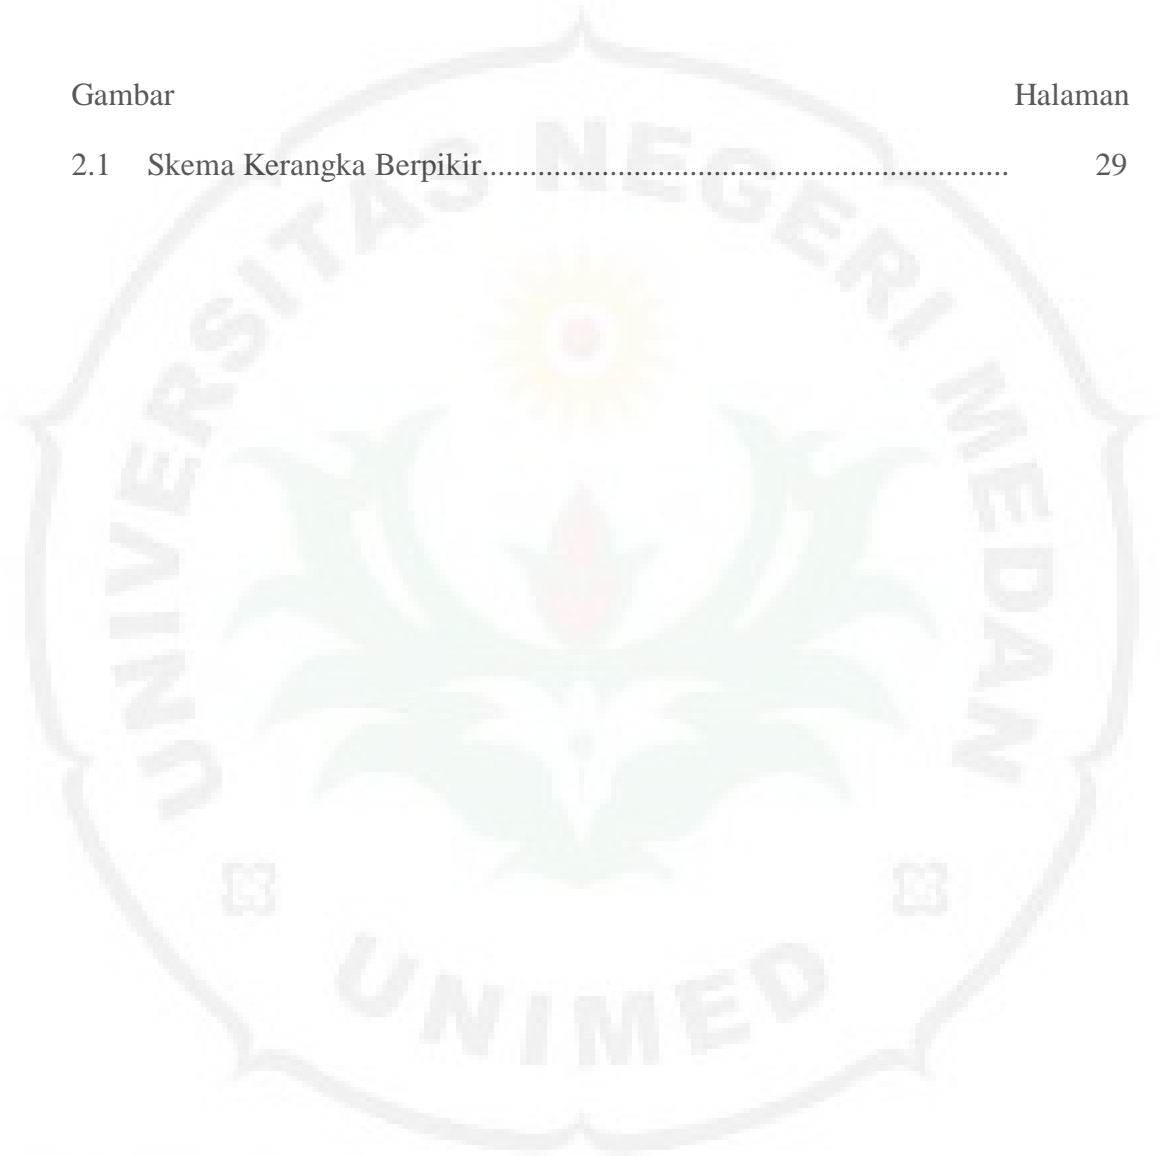 Gambar Halaman
2.1 Skema Kerangka Berpikir.................................................................. 29
UNIVERSITAS NEGERI MEDAN
UNIMED